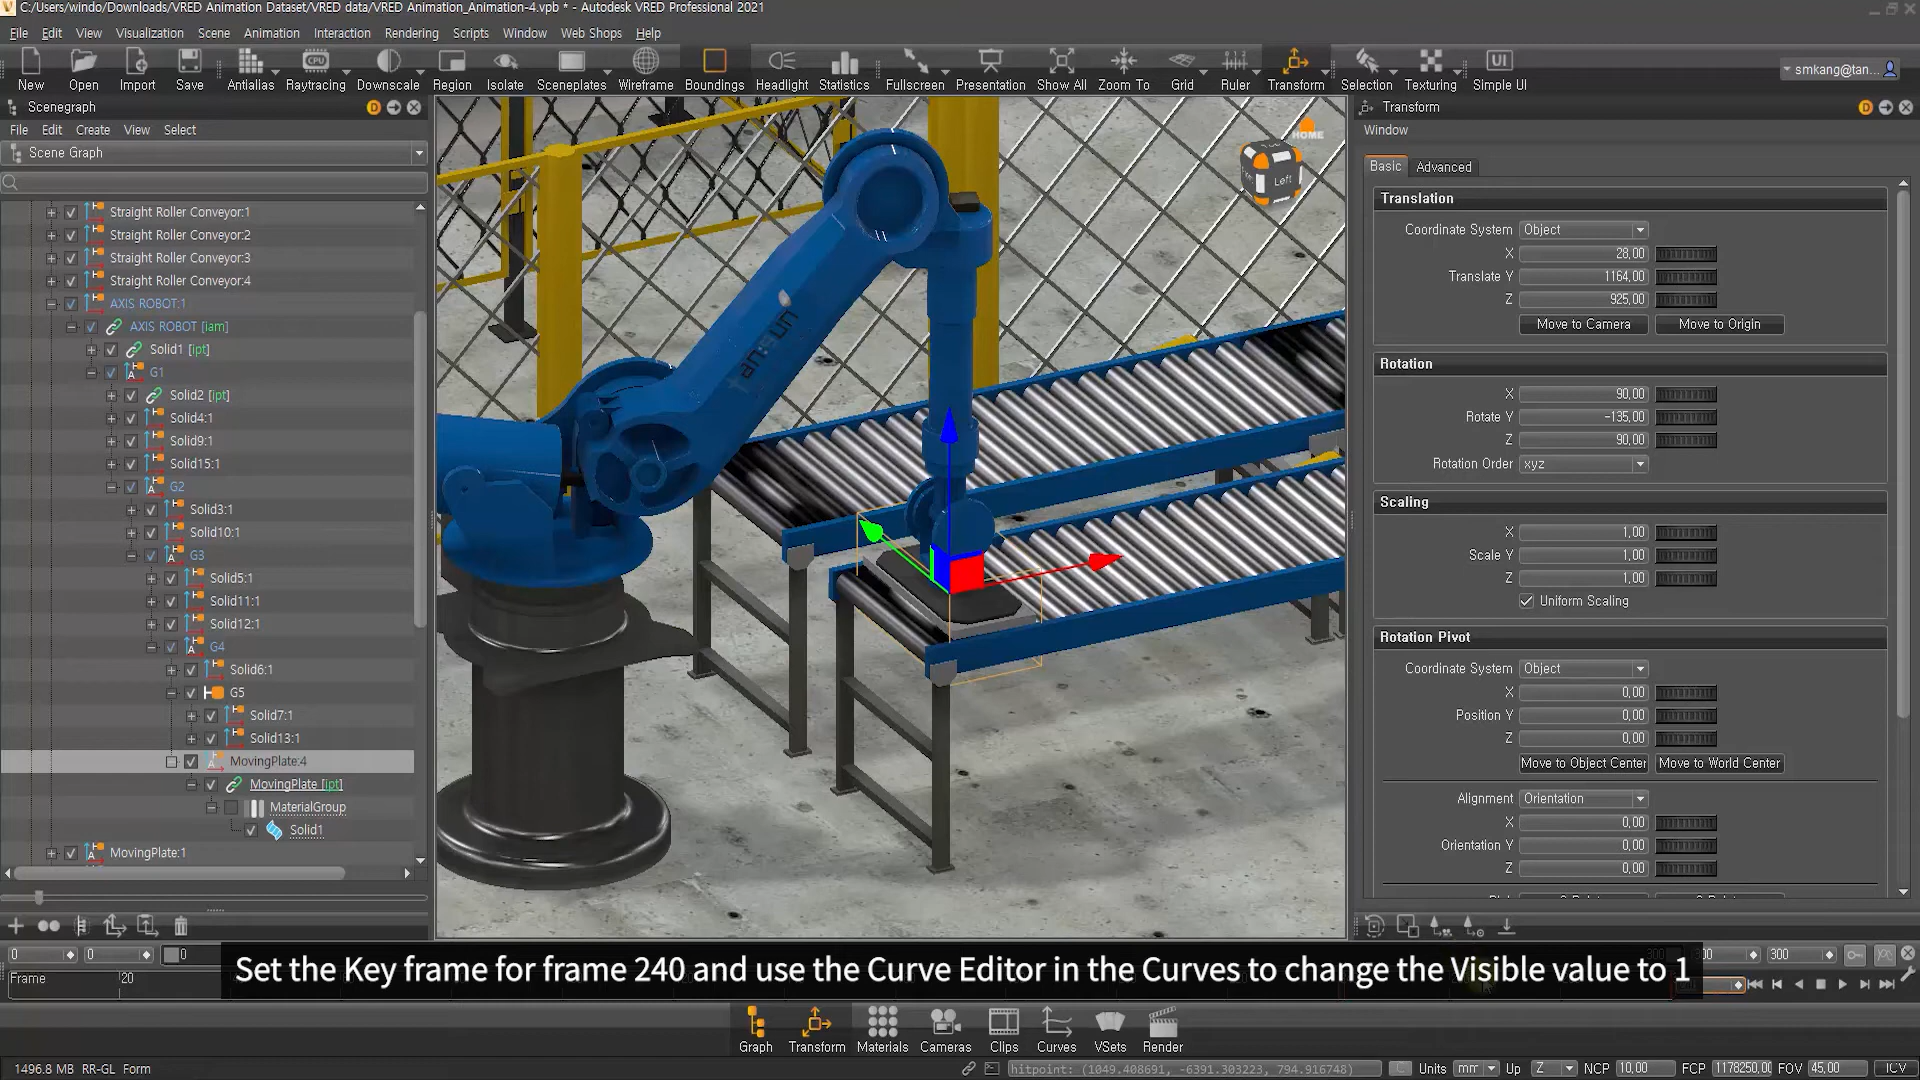 C:/Users/windo/Downloads/VRED Animation Dataset/VRED data/VRED Animation_Animation-4.vpb * - Autodesk VRED Professional 2021
File Edit View Visualization Scene Animation Interaction Rendering Scripts Window Web Shops Help
New Open Import Save Antialias Raytracing Downscale Region Isolate Sceneplates Wireframe Boundings Headlight Statistics Fullscreen Presentation Show All Zoom To Grid Ruler Transform Selection Texturing Simple UI
smkang@tan...
Scenegraph
File Edit Create View Select
Scene Graph
Straight Roller Conveyor:1
Straight Roller Conveyor:2
Straight Roller Conveyor:3
Straight Roller Conveyor:4
AXIS ROBOT:1
AXIS ROBOT [iam]
Solid1 [ipt]
G1
Solid2 [ipt]
Solid4:1
Solid9:1
Solid15:1
G2
Solid3:1
Solid10:1
G3
Solid5:1
Solid11:1
Solid12:1
G4
Solid6:1
G5
Solid7:1
Solid13:1
MovingPlate:4
MovingPlate [ipt]
MaterialGroup
Solid1
MovingPlate:1
HOME
Left
Transform
Window
Basic Advanced
Translation
Coordinate System Object
X 28,00
Translate Y 1164,00
Z 925,00
Move to Camera Move to Origin
Rotation
X 90,00
Rotate Y -135,00
Z 90,00
Rotation Order xyz
Scaling
X 1,00
Scale Y 1,00
Z 1,00
Uniform Scaling
Rotation Pivot
Coordinate System Object
X 0,00
Position Y 0,00
Z 0,00
Move to Object Center Move to World Center
Alignment Orientation
X 0,00
Orientation Y 0,00
Z 0,00
0 0 0 300 300
Frame 20
Set the Key frame for frame 240 and use the Curve Editor in the Curves to change the Visible value to 1
Graph Transform Materials Cameras Clips Curves VSets Render
1496.8 MB RR-GL Form
hitpoint: (1049.408691, -6391.303223, 794.916748)
Units mm Up Z NCP 10,00 FCP 1178250,00 FOV 45,00 ICV